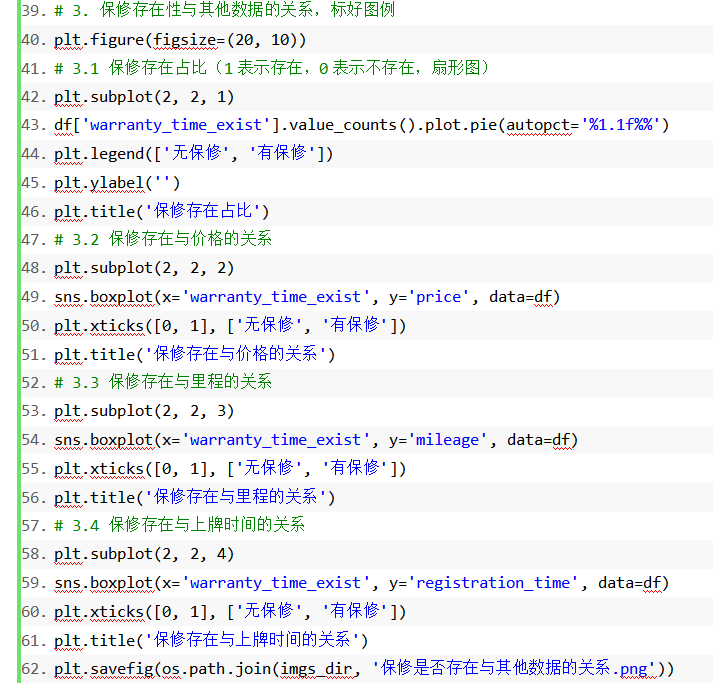 39. # 3. 保修存在性与其他数据的关系，标好图例
40. plt.figure(figsize=(20, 10))
41. # 3.1 保修存在占比（1表示存在，0表示不存在，扇形图）
42. plt.subplot(2, 2, 1)
43. df['warranty_time_exist'].value_counts().plot.pie(autopct='%1.1f%%')
44. plt.legend(['无保修', '有保修'])
45. plt.ylabel('')
46. plt.title('保修存在占比')
47. # 3.2 保修存在与价格的关系
48. plt.subplot(2, 2, 2)
49. sns.boxplot(x='warranty_time_exist', y='price', data=df)
50. plt.xticks([0, 1], ['无保修', '有保修'])
51. plt.title('保修存在与价格的关系')
52. # 3.3 保修存在与里程的关系
53. plt.subplot(2, 2, 3)
54. sns.boxplot(x='warranty_time_exist', y='mileage', data=df)
55. plt.xticks([0, 1], ['无保修', '有保修'])
56. plt.title('保修存在与里程的关系')
57. # 3.4 保修存在与上牌时间的关系
58. plt.subplot(2, 2, 4)
59. sns.boxplot(x='warranty_time_exist', y='registration_time', data=df)
60. plt.xticks([0, 1], ['无保修', '有保修'])
61. plt.title('保修存在与上牌时间的关系')
62. plt.savefig(os.path.join(imgs_dir, '保修是否存在与其他数据的关系.png'))